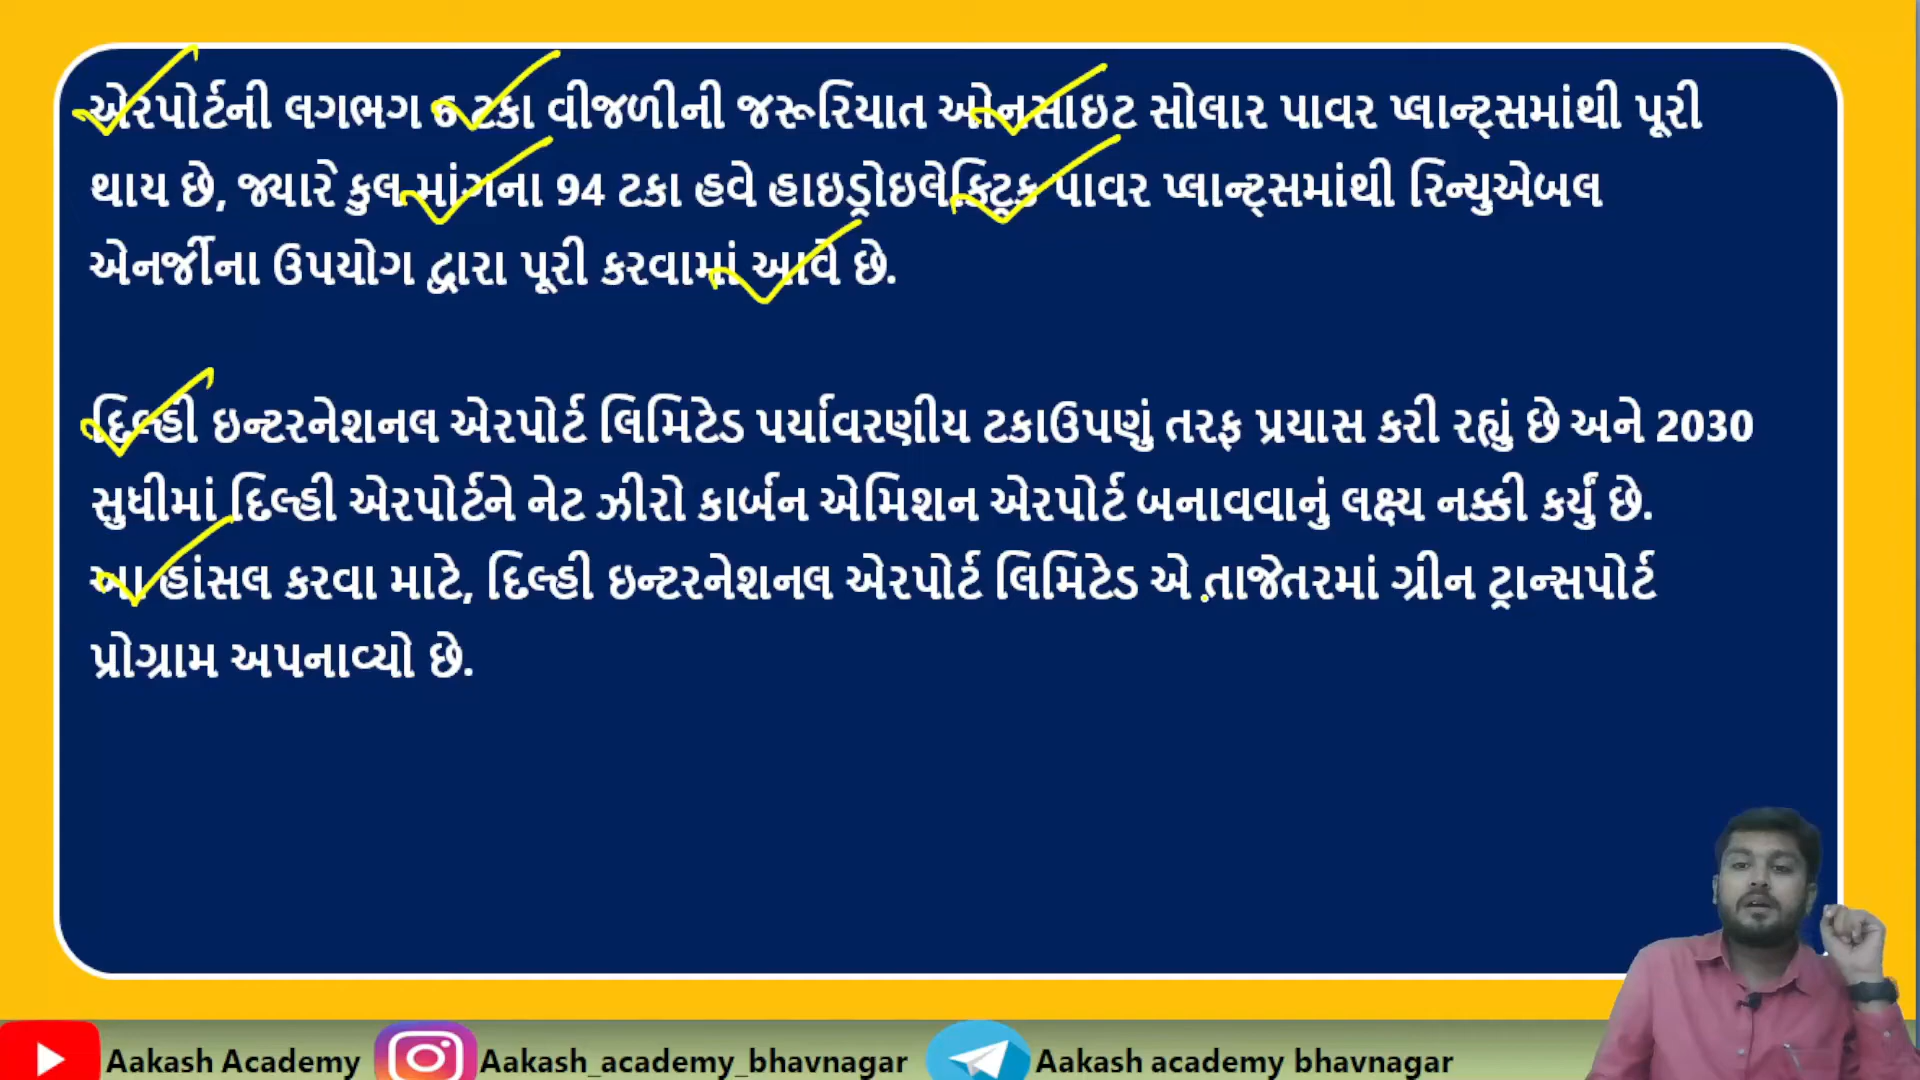 એરપોર્ટની લગભગ 6 ટકા વીજળીની જરૂરિયાત ઓનસાઇટ સોલાર પાવર પ્લાન્ટ્સમાંથી પૂરી
થાય છે, જ્યારે કુલ માંગના 94 ટકા હવે હાઇડ્રોઇલેક્ટ્રિક પાવર પ્લાન્ટ્સમાંથી રિન્યુએબલ
એનર્જીના ઉપયોગ દ્વારા પૂરી કરવામાં આવે છે.
દિલ્હી ઇન્ટરનેશનલ એરપોર્ટ લિમિટેડ પર્યાવરણીય ટકાઉપણું તરફ પ્રયાસ કરી રહ્યું છે અને 2030
સુધીમાં દિલ્હી એરપોર્ટને નેટ ઝીરો કાર્બન એમિશન એરપોર્ટ બનાવવાનું લક્ષ્ય નક્કી કર્યું છે.
આ હાંસલ કરવા માટે, દિલ્હી ઇન્ટરનેશનલ એરપોર્ટ લિમિટેડ એ તાજેતરમાં ગ્રીન ટ્રાન્સપોર્ટ
પ્રોગ્રામ અપનાવ્યો છે.
Aakash Academy Aakash_academy_bhavnagar Aakash academy bhavnagar